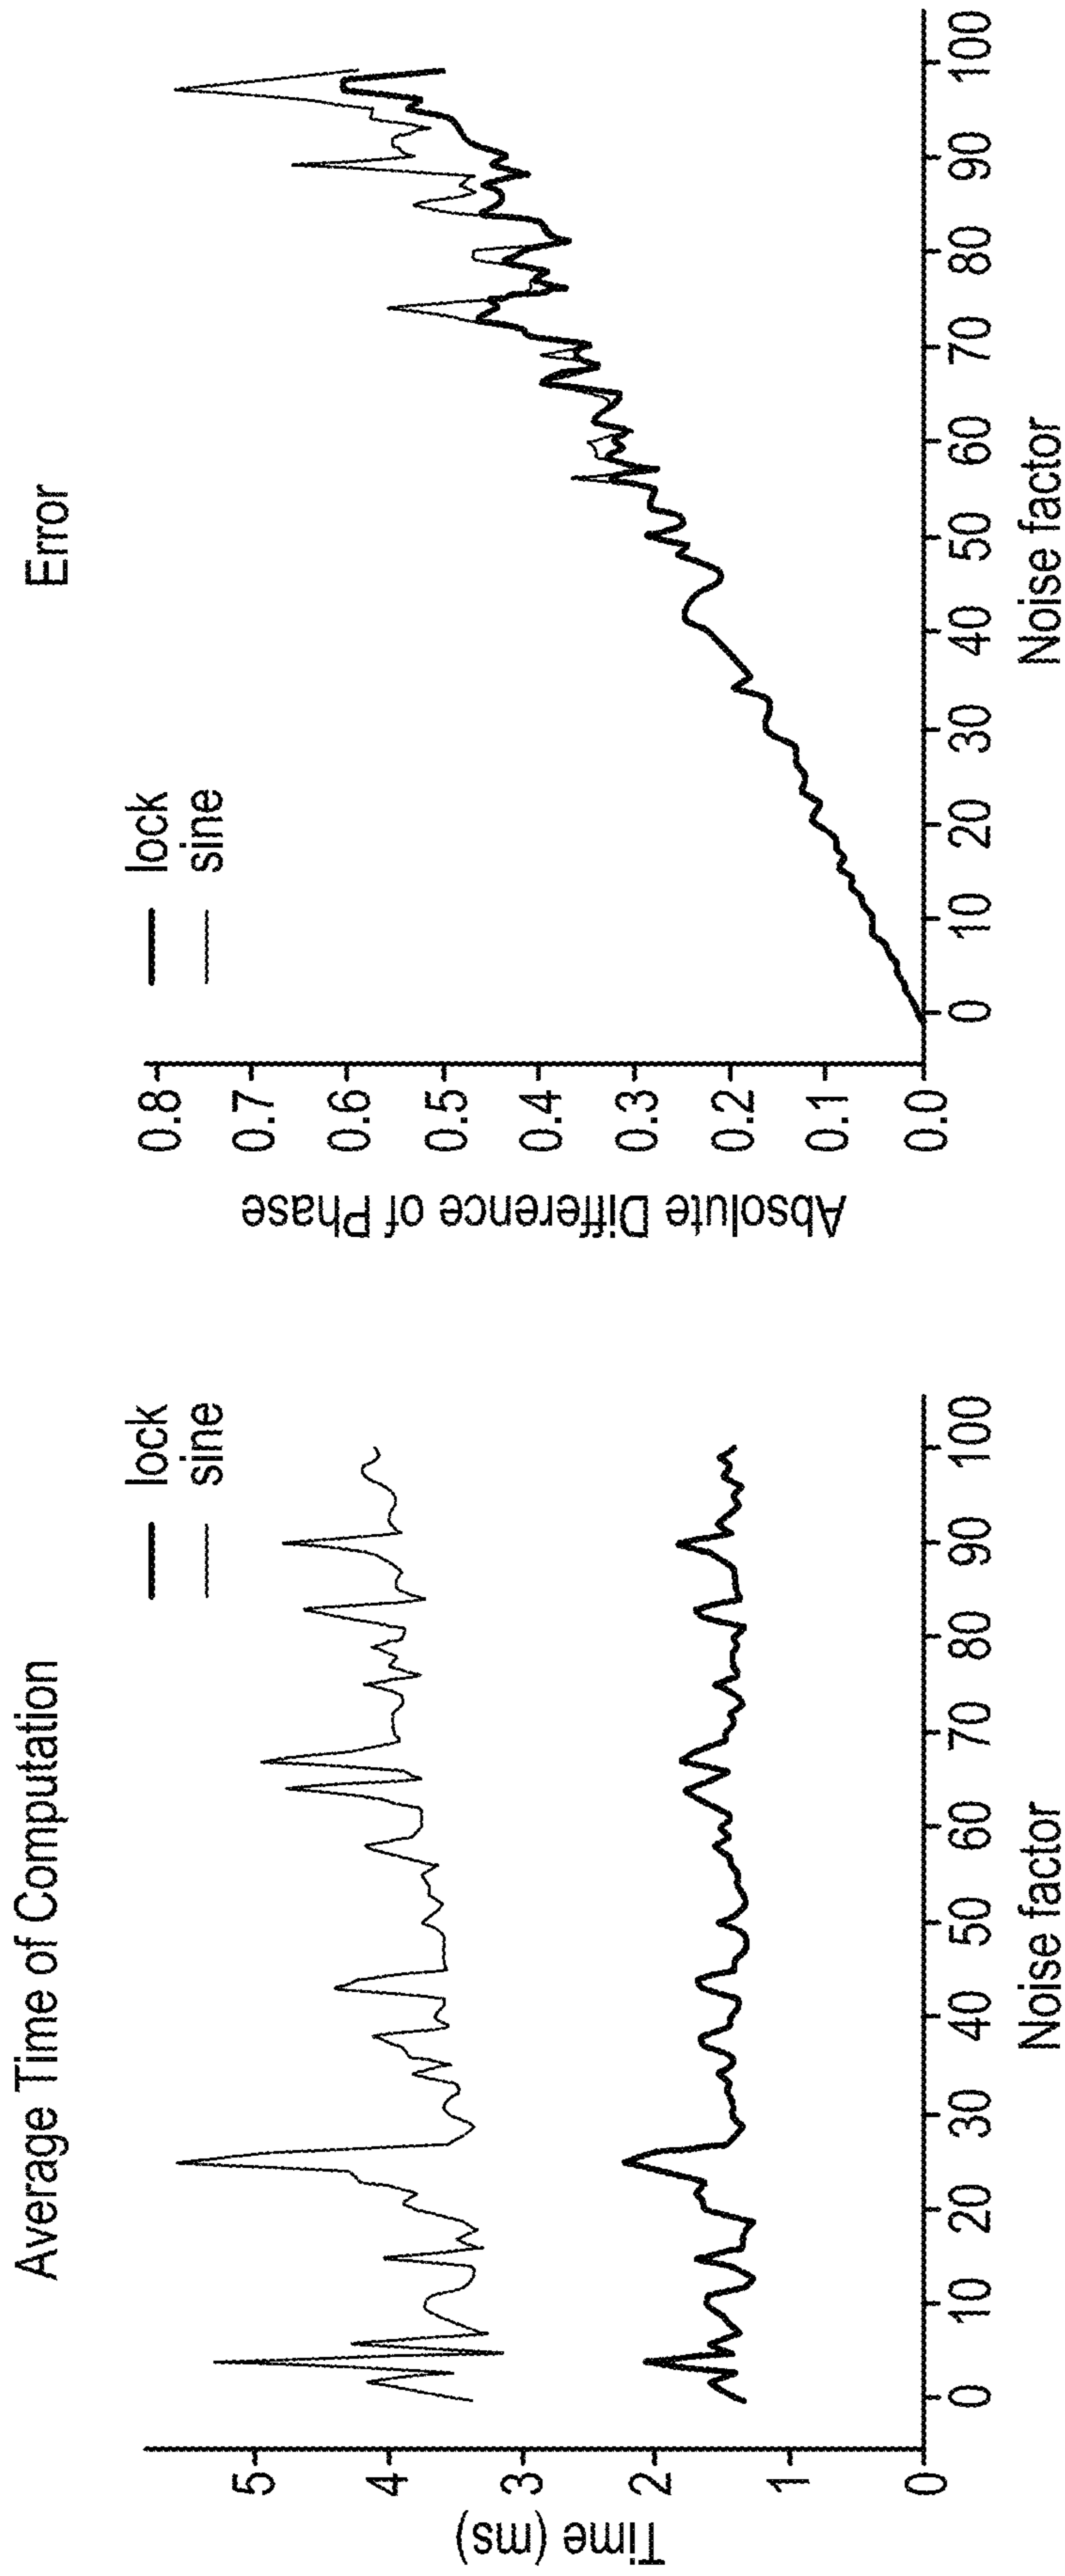 Average Time of Computation
lock
sine
Time (ms)
5
4
3
2
1
0
0 10 20 30 40 50 60 70 80 90 100
Noise factor
Error
lock
sine
Absolute Difference of Phase
0.8
0.7
0.6
0.5
0.4
0.3
0.2
0.1
0.0
0 10 20 30 40 50 60 70 80 90 100
Noise factor